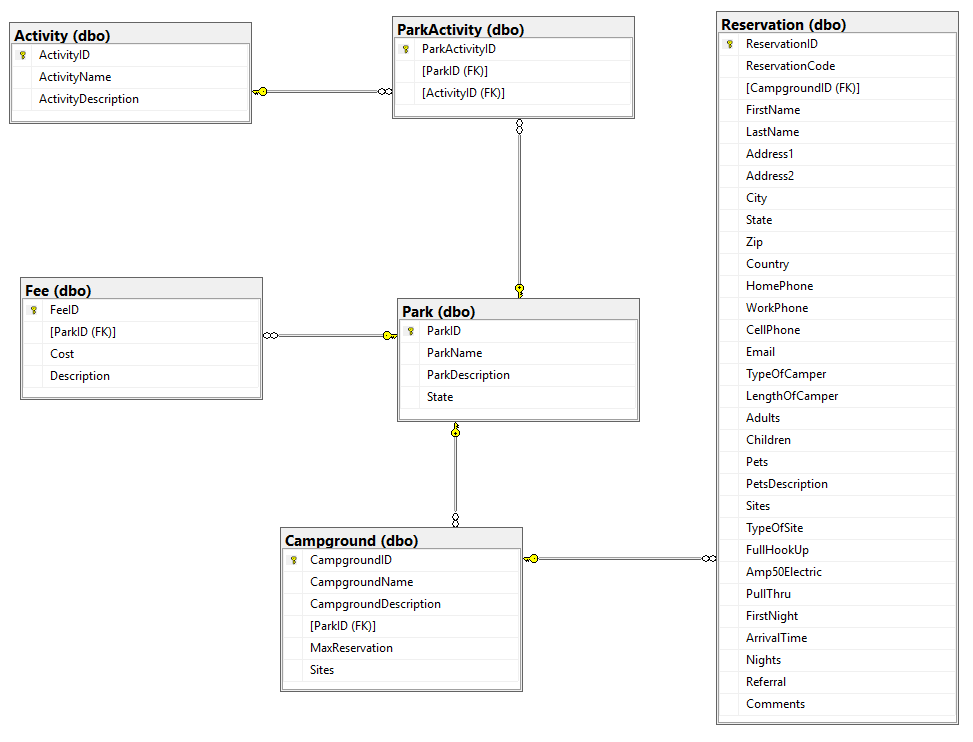 Activity (dbo)
ActivityID
ActivityName
ActivityDescription
ParkActivity (dbo)
ParkActivityID
[ParkID (FK)]
[ActivityID (FK)]
Fee (dbo)
FeeID
[ParkID (FK)]
Cost
Description
Park (dbo)
ParkID
ParkName
ParkDescription
State
Campground (dbo)
CampgroundID
CampgroundName
CampgroundDescription
[ParkID (FK)]
MaxReservation
Sites
Reservation (dbo)
ReservationID
ReservationCode
[CampgroundID (FK)]
FirstName
LastName
Address1
Address2
City
State
Zip
Country
HomePhone
WorkPhone
CellPhone
Email
TypeOfCamper
LengthOfCamper
Adults
Children
Pets
PetsDescription
Sites
TypeOfSite
FullHookUp
Amp50Electric
PullThru
FirstNight
ArrivalTime
Nights
Referral
Comments